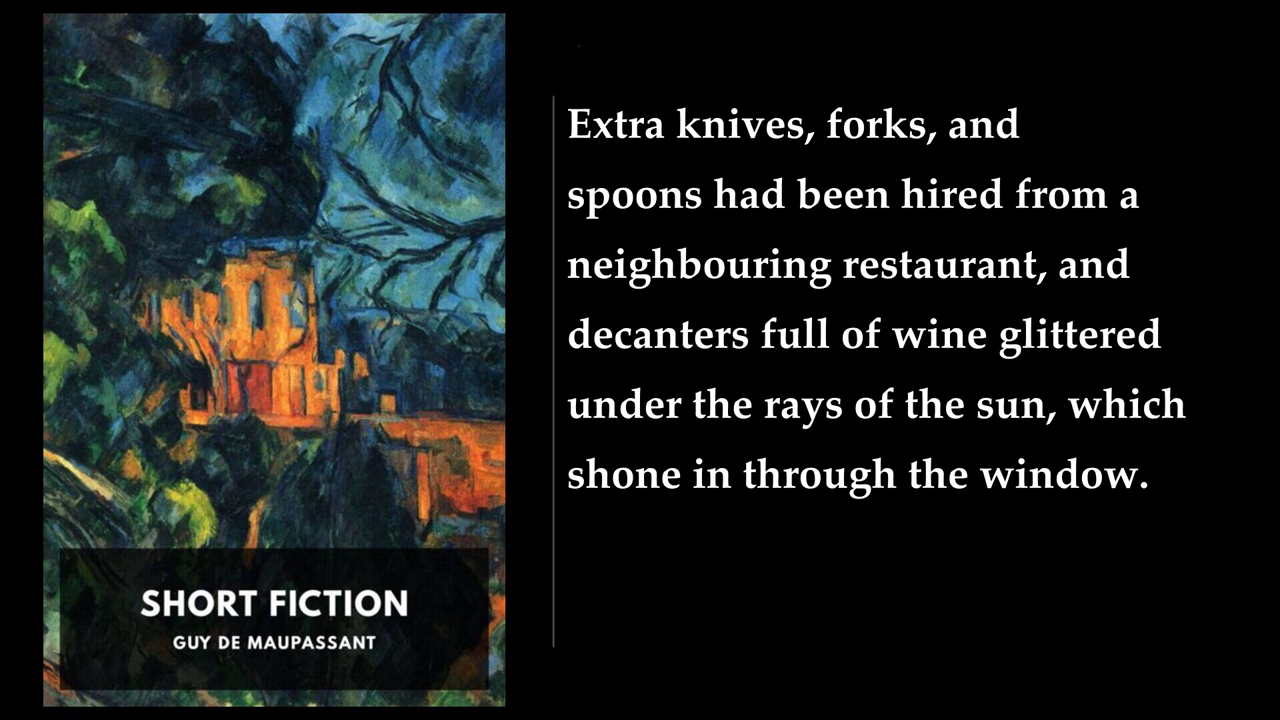 SHORT FICTION
GUY DE MAUPASSANT
Extra knives, forks, and
spoons had been hired from a
neighbouring restaurant, and
decanters full of wine glittered
under the rays of the sun, which
shone in through the window.